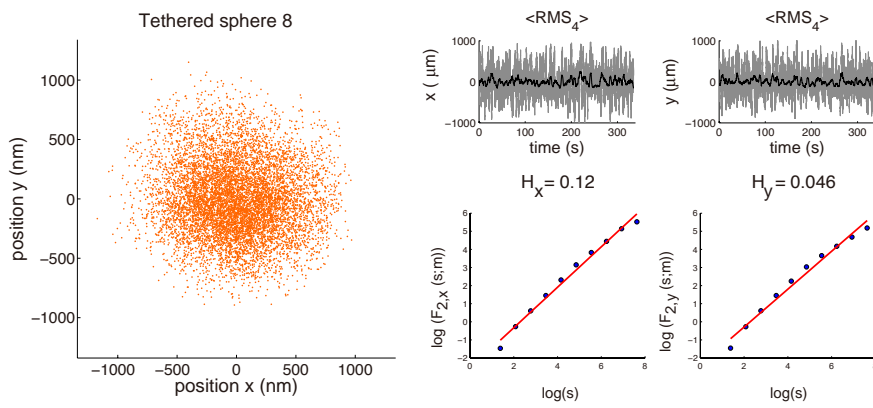 Tethered sphere 8
position y (nm)
1000
500
0
−500
−1000
−1000 −500 0 500 1000
position x (nm)
<RMS4>
x ( μm)
1000
0
−1000
0 100 200 300
time (s)
<RMS4>
y (μm)
1000
0
−1000
0 100 200 300
time (s)
Hx= 0.12
log (F2,x (s;m))
6
5
4
3
2
1
0
−1
−2
0 2 4 6 8
log(s)
Hy= 0.046
log (F2,y (s;m))
6
5
4
3
2
1
0
−1
−2
0 2 4 6 8
log(s)